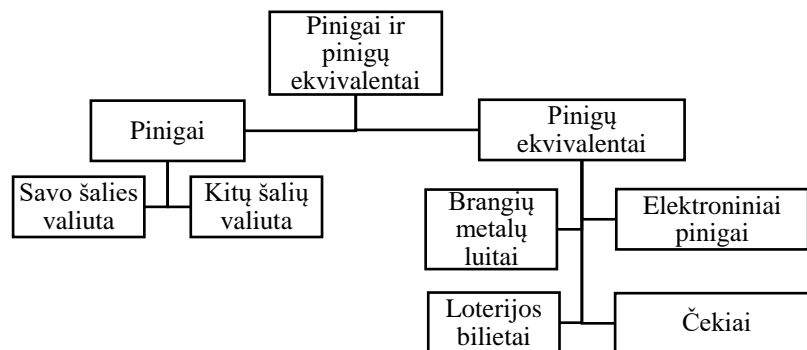 Pinigai ir
pinigų
ekvivalentai
Pinigai
Pinigų
ekvivalentai
Savo šalies
valiuta
Kitų šalių
valiuta
Brangių
metalų
luitai
Elektroniniai
pinigai
Loterijos
bilietai
Čekiai